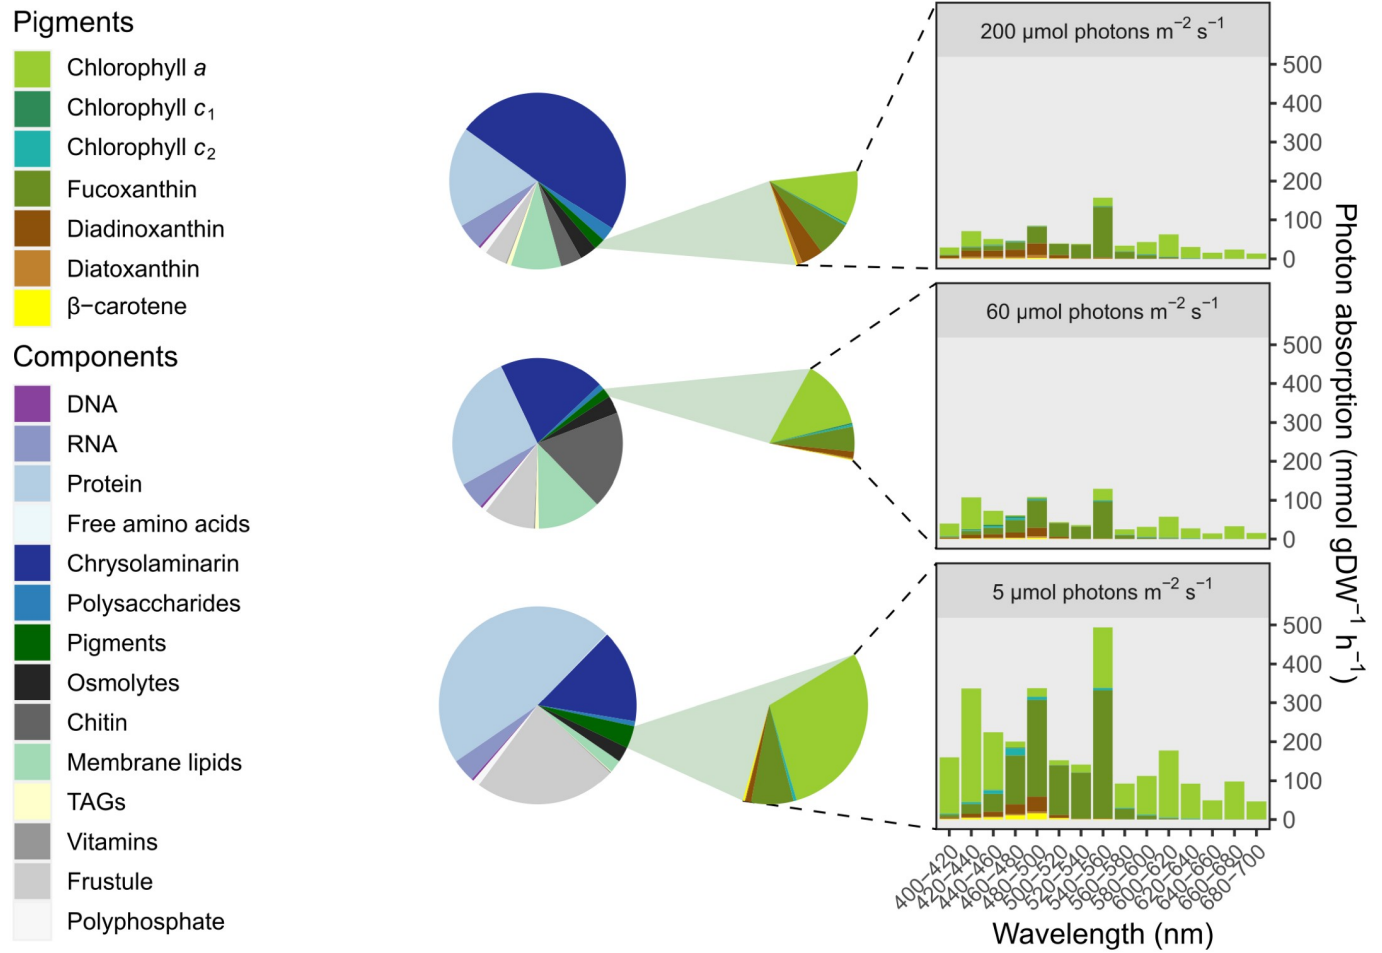 Pigments
Chlorophyll a
Chlorophyll c₁
Chlorophyll c₂
Fucoxanthin
Diadinoxanthin
Diatoxanthin
β−carotene
Components
DNA
RNA
Protein
Free amino acids
Chrysolaminarin
Polysaccharides
Pigments
Osmolytes
Chitin
Membrane lipids
TAGs
Vitamins
Frustule
Polyphosphate
200 μmol photons m⁻² s⁻¹
500
400
300
200
100
0
60 μmol photons m⁻² s⁻¹
500
400
300
200
100
0
5 μmol photons m⁻² s⁻¹
500
400
300
200
100
0
Photon absorption (mmol gDW⁻¹ h⁻¹)
400−420
420−440
440−460
460−480
480−500
500−520
520−540
540−560
560−580
580−600
600−620
620−640
640−660
660−680
680−700
Wavelength (nm)